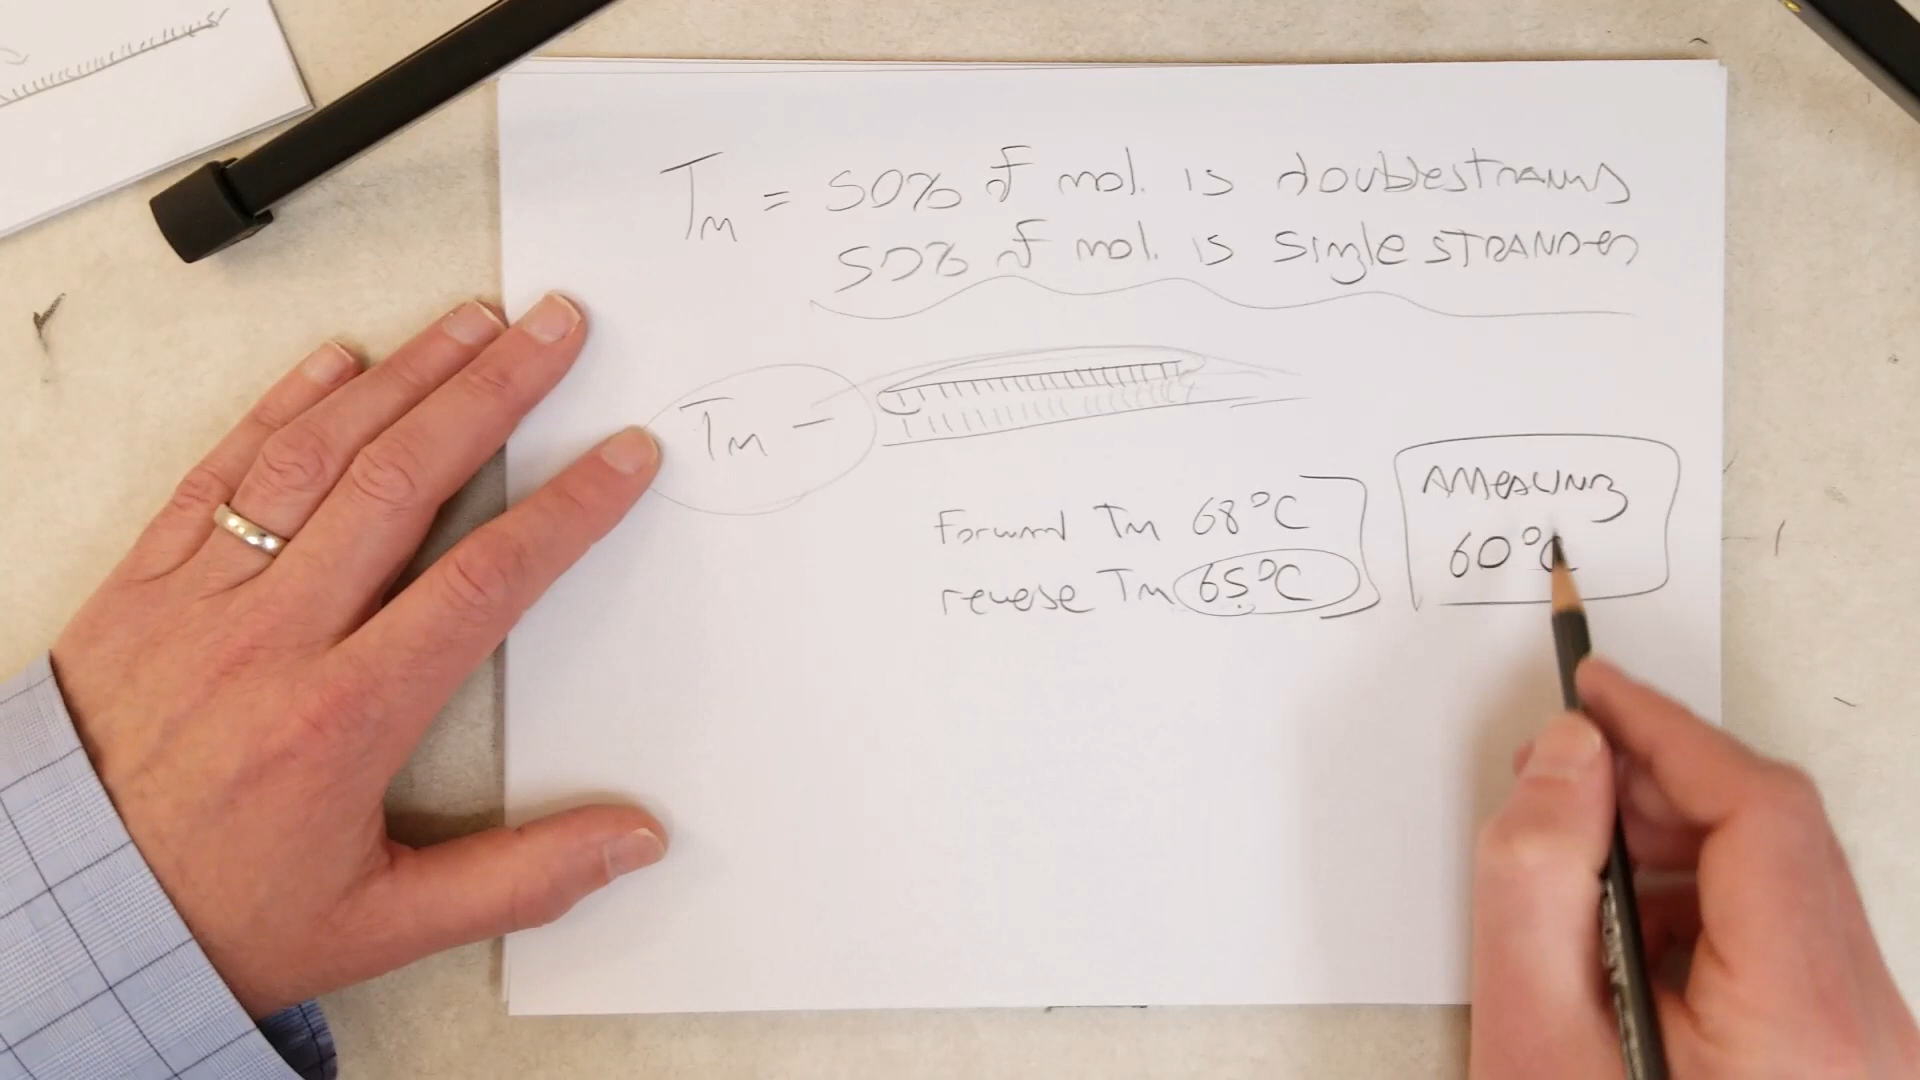 Tm = 50% of mol. is doublestranded
50% of mol. is single STRANDED
Tm -
Forward Tm 68°C
reverse Tm 65°C
ANNEALING
60°C